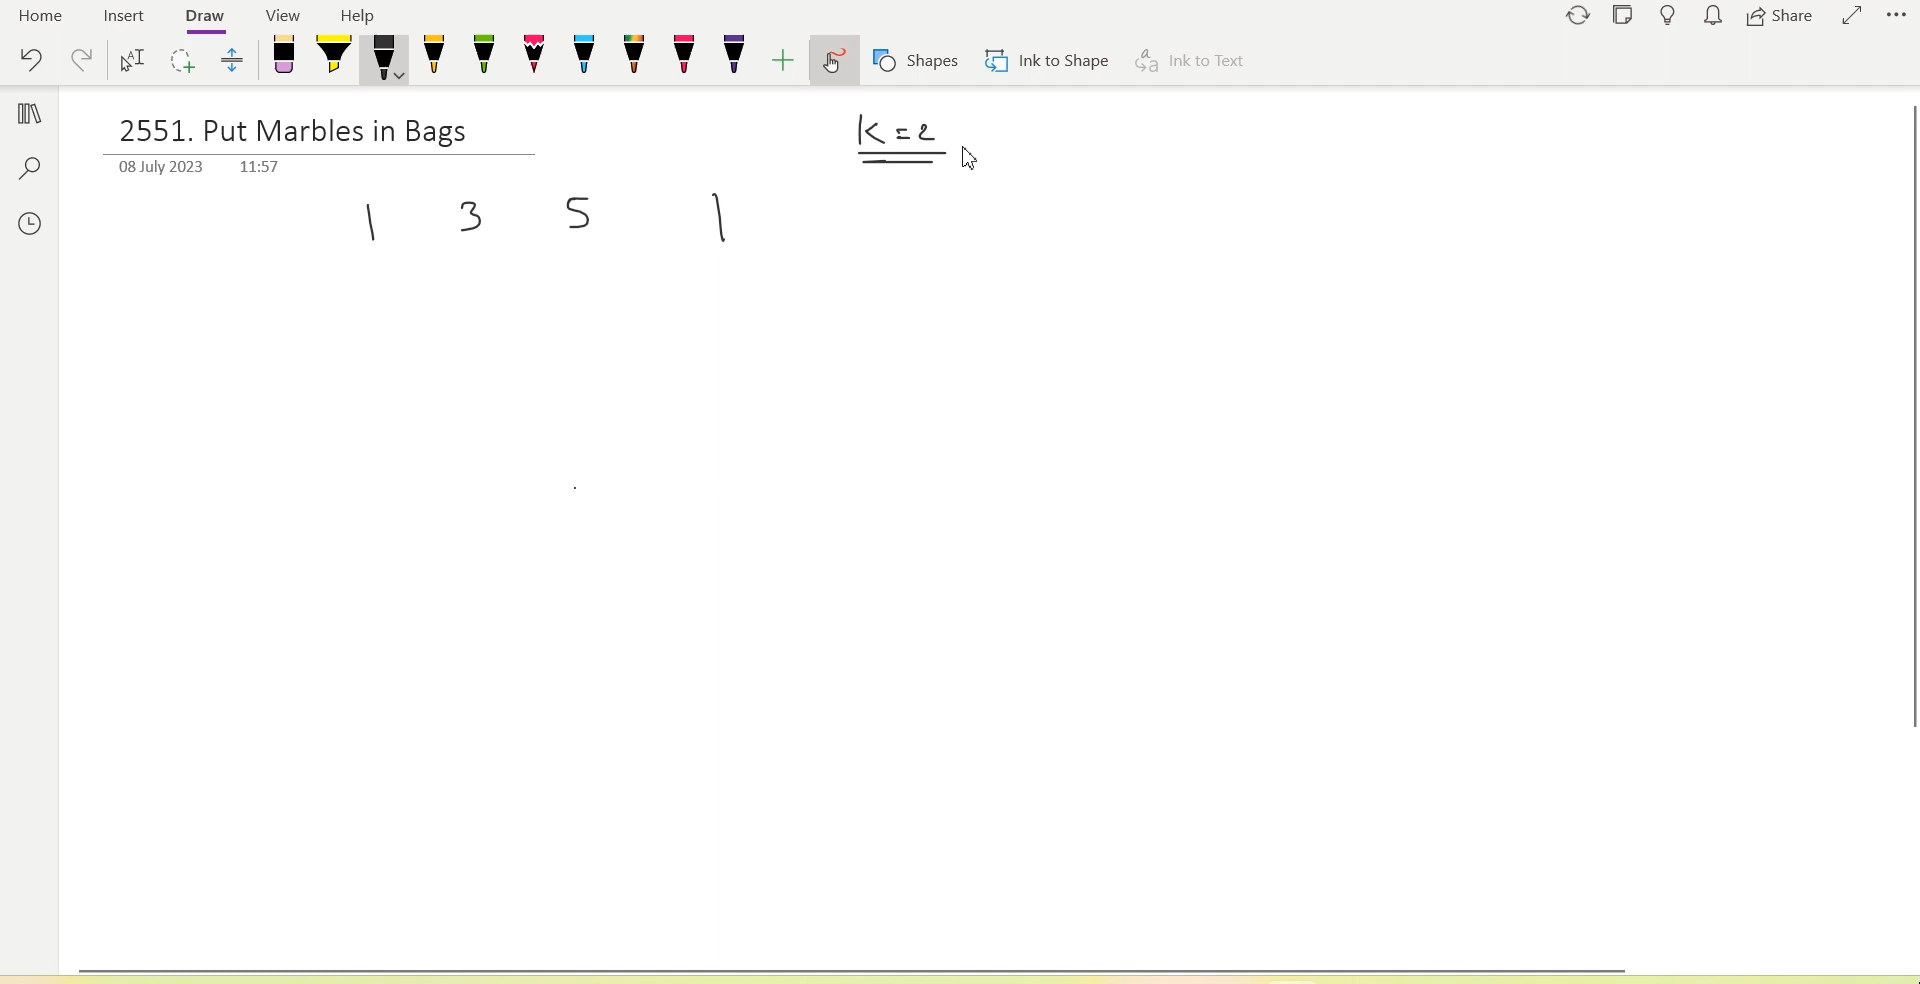 Home Insert Draw View Help Share
Shapes Ink to Shape Ink to Text
2551. Put Marbles in Bags
K = 2
08 July 2023 11:57
1 3 5 1